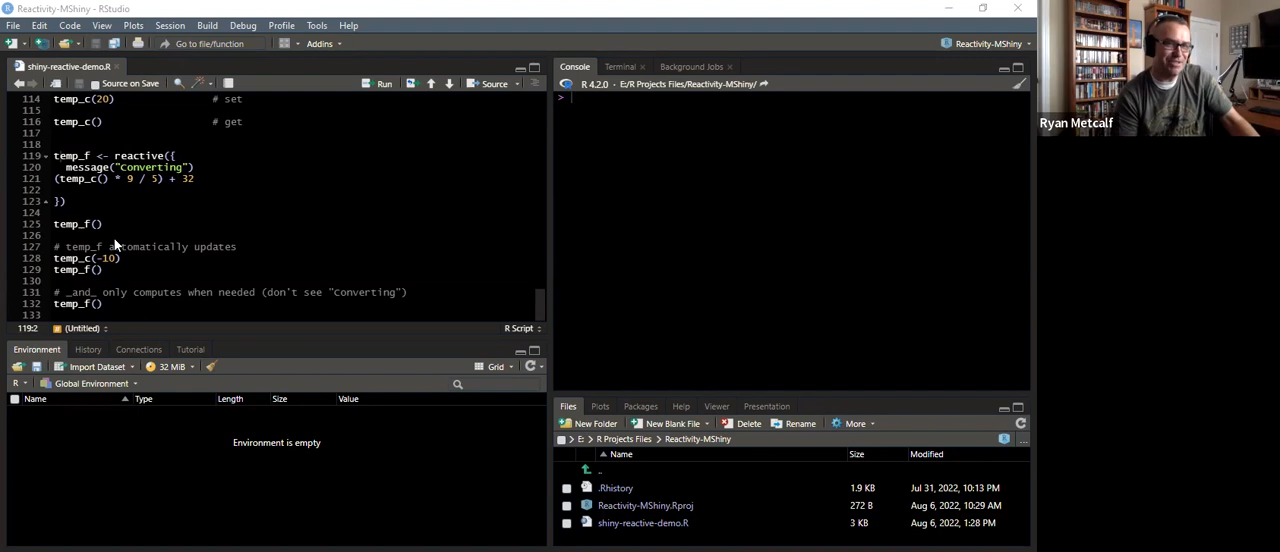 Reactivity-MShiny - RStudio
File Edit Code View Plots Session Build Debug Profile Tools Help
Go to file/function Addins Reactivity-MShiny
shiny-reactive-demo.R
Source on Save Run Source
114 temp_c(20) # set
115
116 temp_c() # get
117
118
119 temp_f <- reactive({
120 message("Converting")
121 (temp_c() * 9 / 5) + 32
122
123 })
124
125 temp_f()
126
127 # temp_f automatically updates
128 temp_c(-10)
129 temp_f()
130
131 # _and_ only computes when needed (don't see "Converting")
132 temp_f()
133
119:2 (Untitled) R Script
Environment History Connections Tutorial
Import Dataset 32 MiB Grid
R Global Environment
Name Type Length Size Value
Environment is empty
Console Terminal Background Jobs
R 4.2.0 · E:/R Projects Files/Reactivity-MShiny/
>
Files Plots Packages Help Viewer Presentation
New Folder New Blank File Delete Rename More
E: R Projects Files Reactivity-MShiny
Name Size Modified
..
.Rhistory 1.9 KB Jul 31, 2022, 10:13 PM
Reactivity-MShiny.Rproj 272 B Aug 6, 2022, 10:29 AM
shiny-reactive-demo.R 3 KB Aug 6, 2022, 1:28 PM
Ryan Metcalf